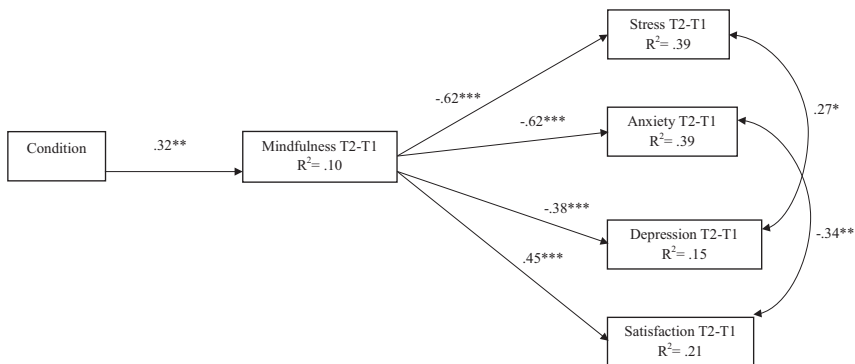 Stress T2-T1
R²= .39
-.62***
.27*
Condition
.32**
Mindfulness T2-T1
R²= .10
-.62***
Anxiety T2-T1
R²= .39
-.38***
Depression T2-T1
R²= .15
-.34**
.45***
Satisfaction T2-T1
R²= .21